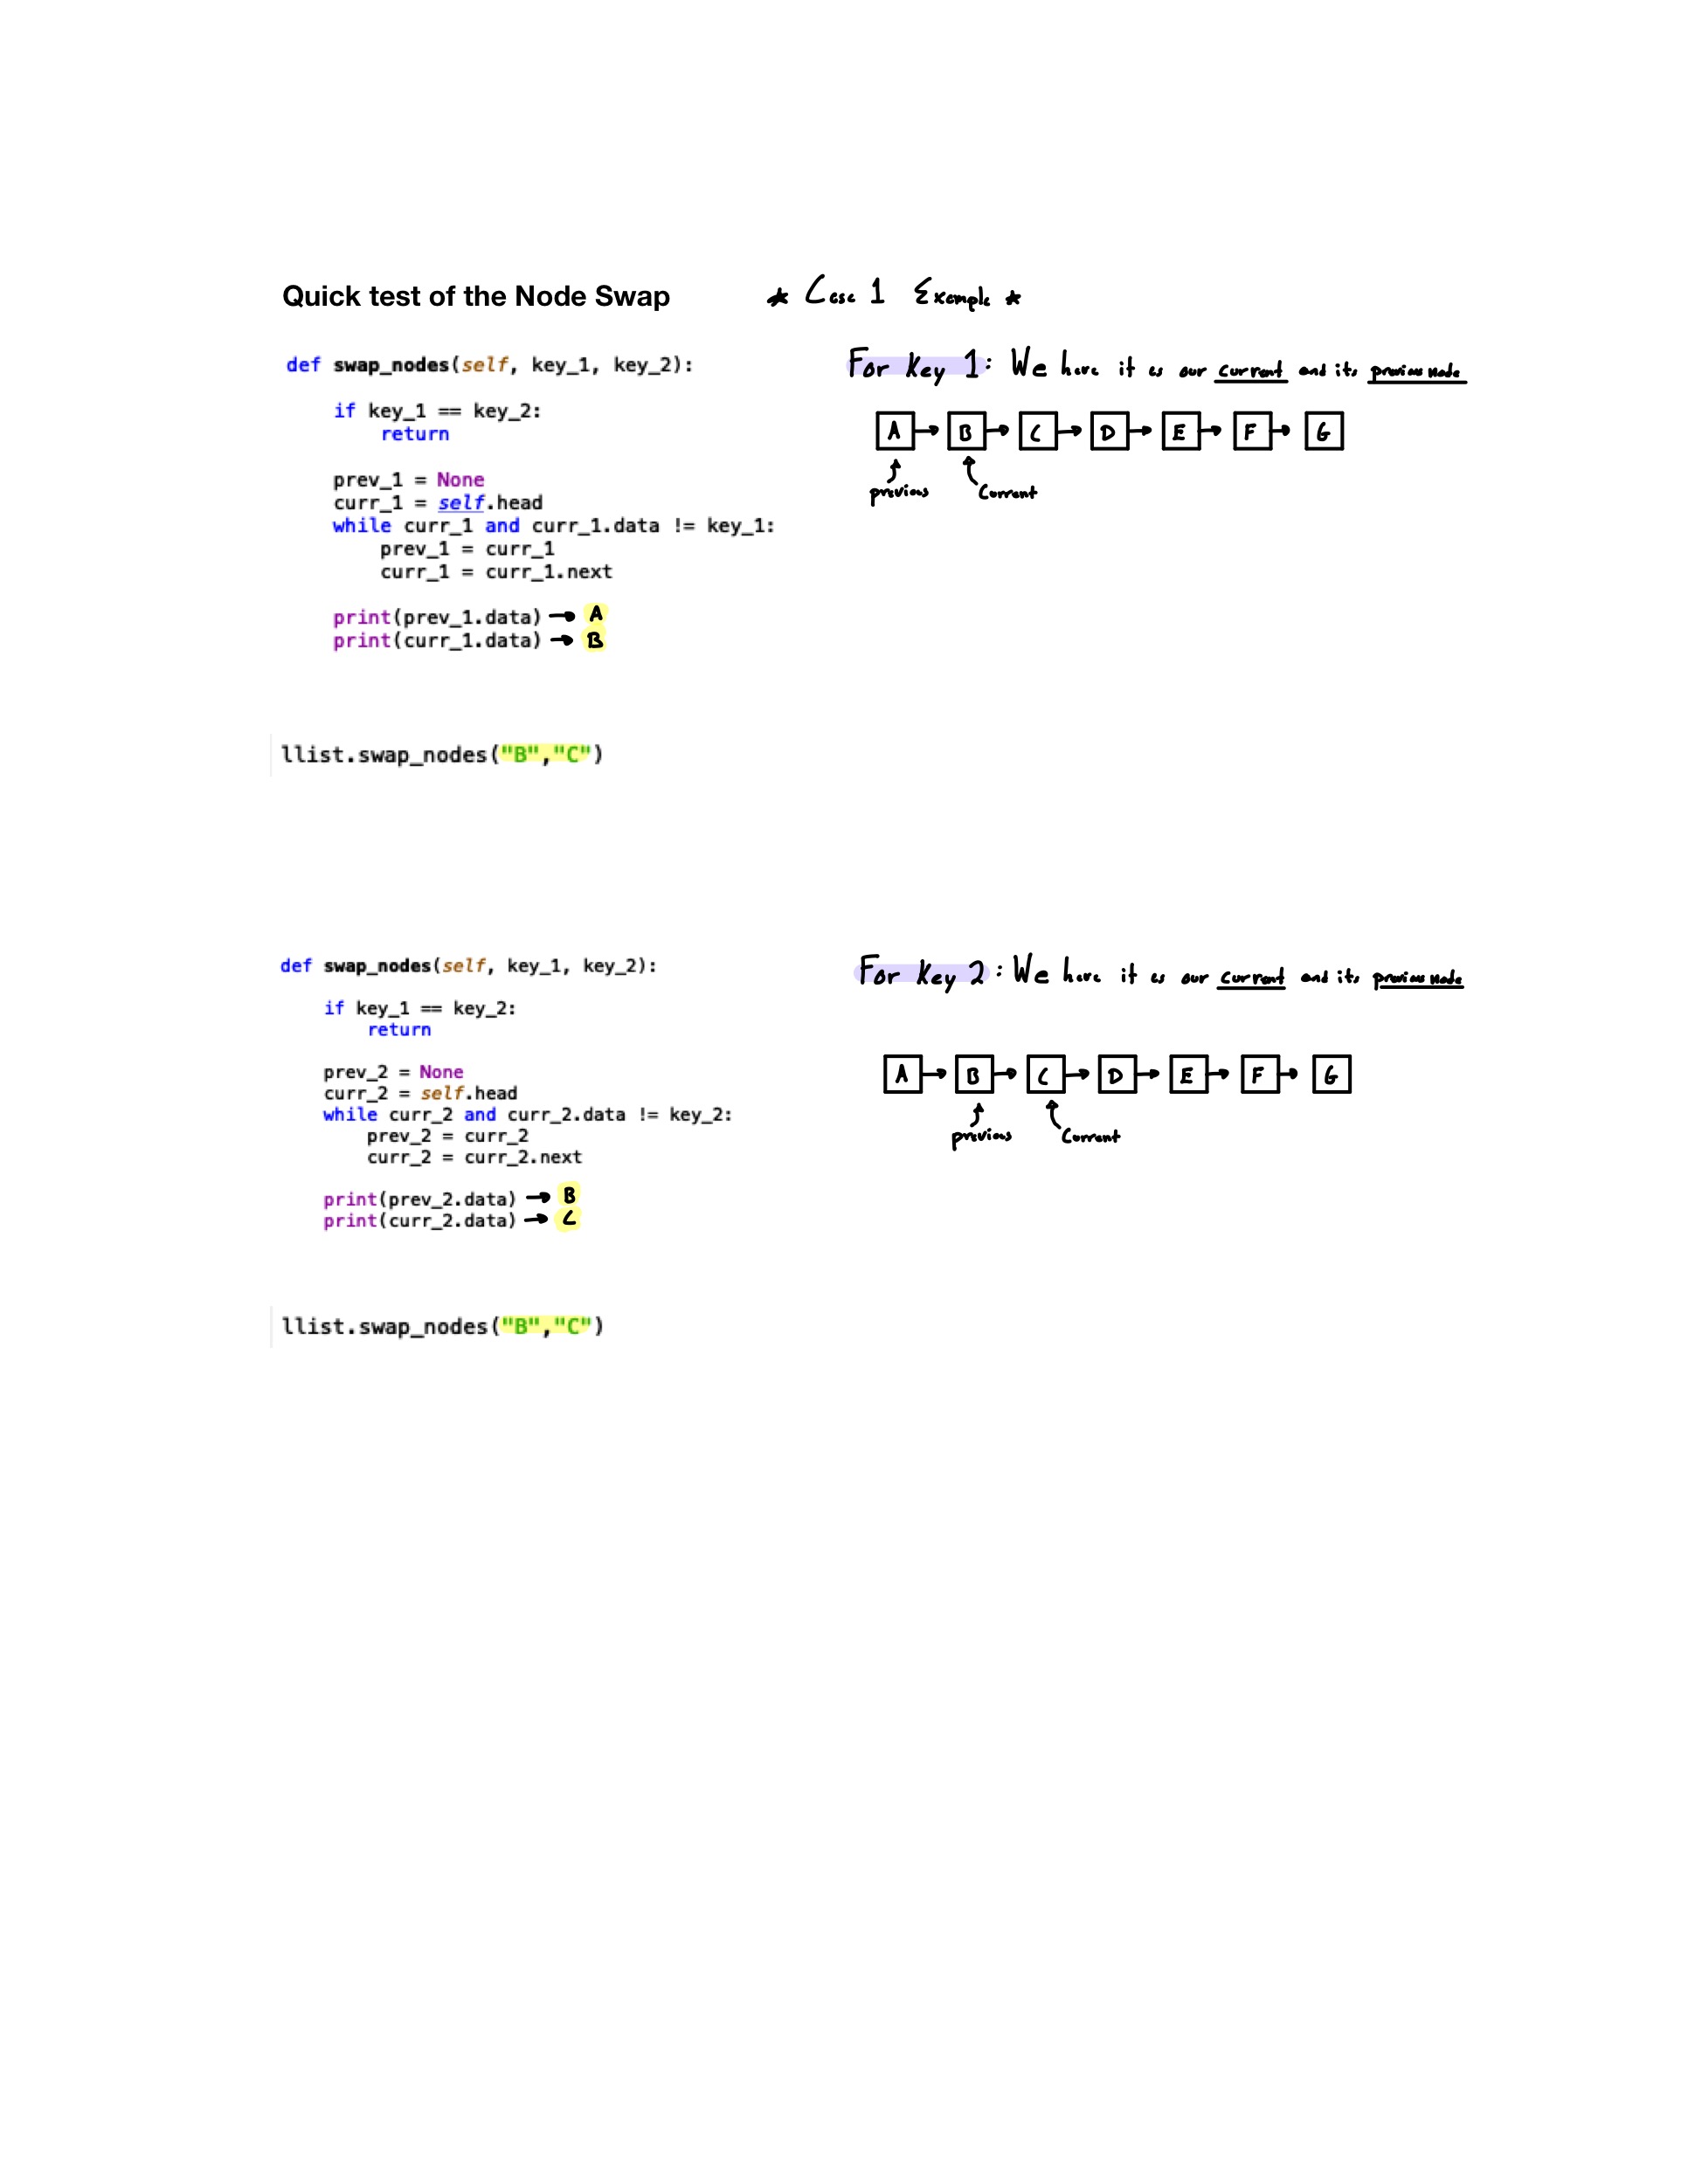 Quick test of the Node Swap
* Case 1 Example *
def swap_nodes(self, key_1, key_2):
if key_1 == key_2:
return
prev_1 = None
curr_1 = self.head
while curr_1 and curr_1.data != key_1:
prev_1 = curr_1
curr_1 = curr_1.next
print(prev_1.data) → A
print(curr_1.data) → B
llist.swap_nodes("B","C")
For Key 1: We have it as our current and its previous node
A → B → C → D → E → F → G
previous Current
def swap_nodes(self, key_1, key_2):
if key_1 == key_2:
return
prev_2 = None
curr_2 = self.head
while curr_2 and curr_2.data != key_2:
prev_2 = curr_2
curr_2 = curr_2.next
print(prev_2.data) → B
print(curr_2.data) → C
llist.swap_nodes("B","C")
For Key 2: We have it as our current and its previous node
A → B → C → D → E → F → G
previous Current